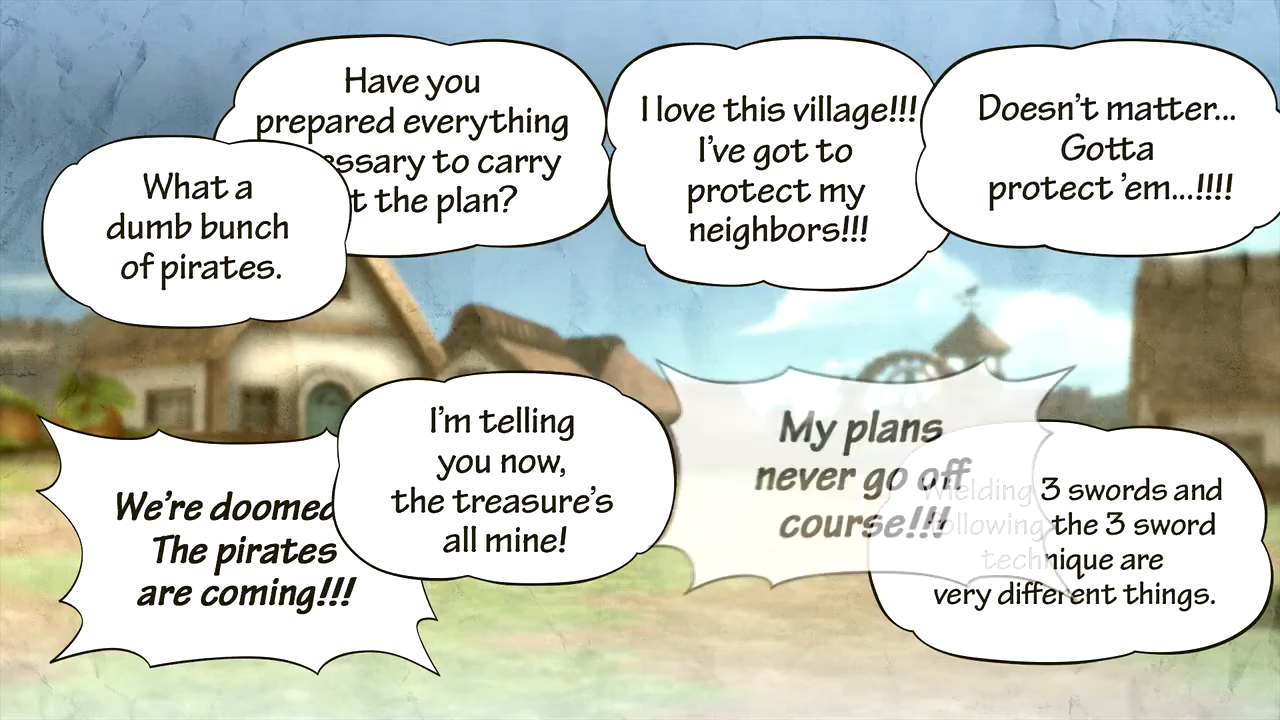 Have you
prepared everything
to carry
the plan?
What a
dumb bunch
of pirates.
I love this village!!!
I've got to
protect my
neighbors!!!
Doesn't matter...
Gotta
protect 'em...!!!!
We're doomed
The pirates
are coming!!!
I'm telling
you now,
the treasure's
all mine!
My plans
never go off
course!!!
Wielding 3 swords and
following the 3 sword
technique are
very different things.